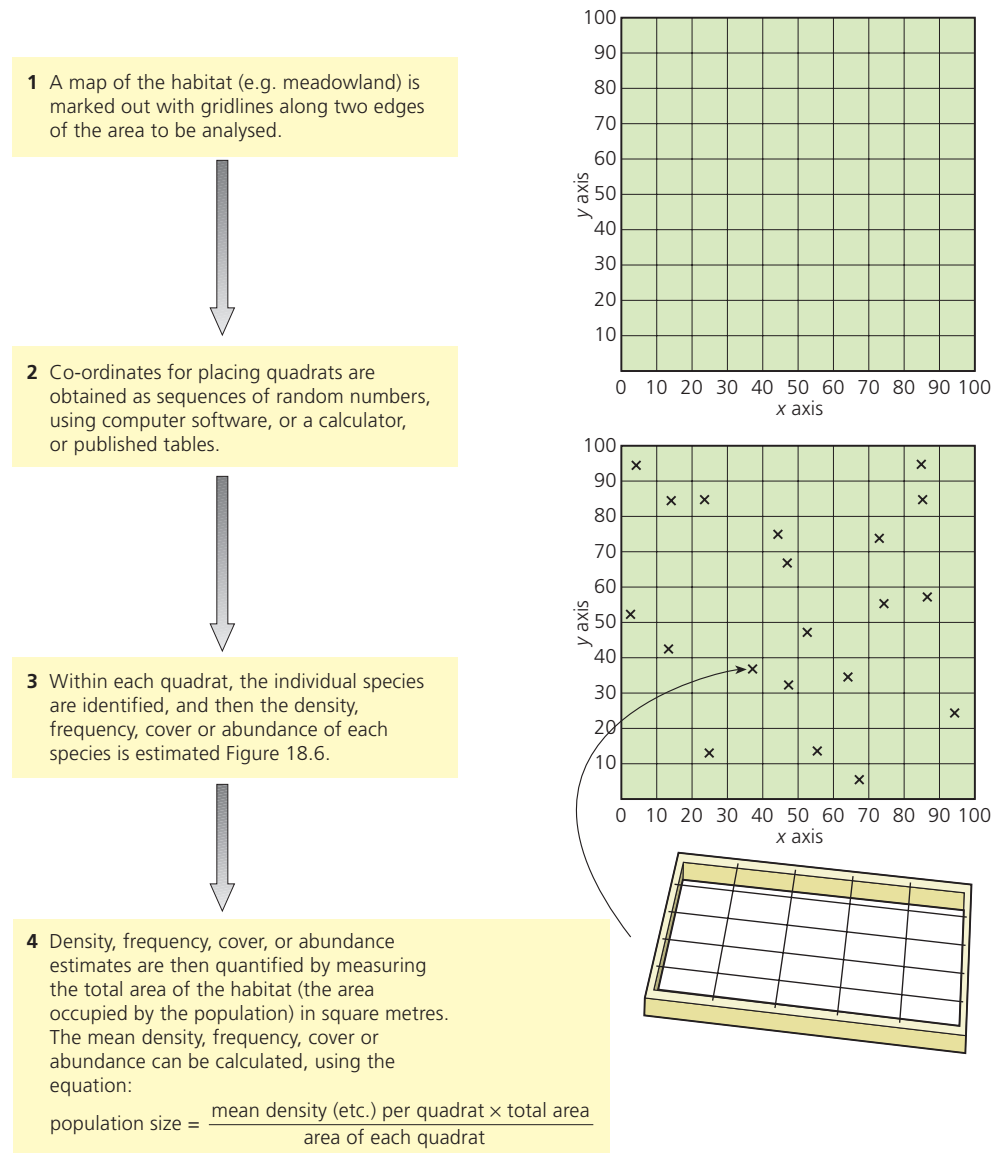 1 A map of the habitat (e.g. meadowland) is
marked out with gridlines along two edges
of the area to be analysed.
2 Co-ordinates for placing quadrats are
obtained as sequences of random numbers,
using computer software, or a calculator,
or published tables.
3 Within each quadrat, the individual species
are identified, and then the density,
frequency, cover or abundance of each
species is estimated Figure 18.6.
4 Density, frequency, cover, or abundance
estimates are then quantified by measuring
the total area of the habitat (the area
occupied by the population) in square metres.
The mean density, frequency, cover or
abundance can be calculated, using the
equation:
population size = mean density (etc.) per quadrat × total area
area of each quadrat
100
90
80
70
60
50
40
30
20
10
y axis
0 10 20 30 40 50 60 70 80 90 100
x axis
100
90
80
70
60
50
40
30
20
10
y axis
0 10 20 30 40 50 60 70 80 90 100
x axis